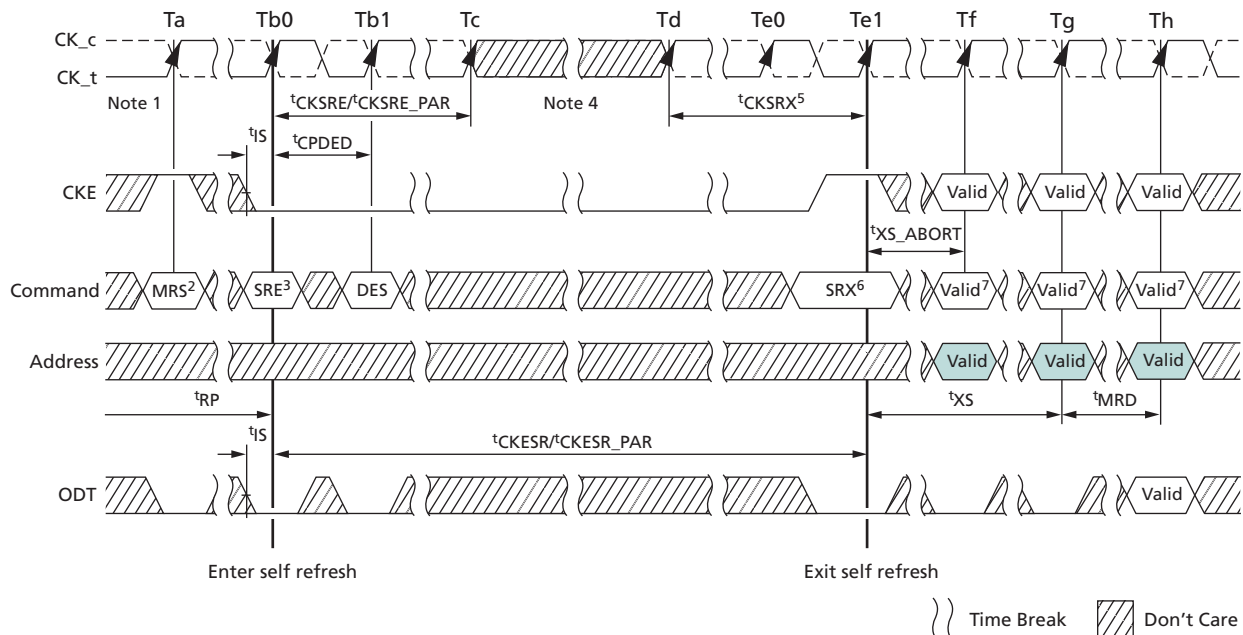 Ta Tb0 Tb1 Tc Td Te0 Te1 Tf Tg Th
CK_c
CK_t
Note 1 tCKSRE/tCKSRE_PAR Note 4 tCKSRX5
tIS tCPDED
CKE Valid Valid Valid
tXS_ABORT
Command MRS2 SRE3 DES SRX6 Valid7 Valid7 Valid7
Address Valid Valid Valid
tRP tXS tMRD
tIS tCKESR/tCKESR_PAR
ODT Valid
Enter self refresh Exit self refresh
Time Break Don't Care